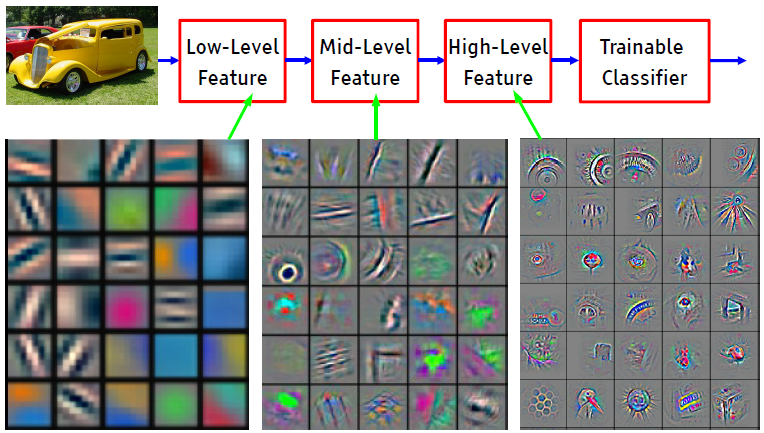 Low-Level
Feature
Mid-Level
Feature
High-Level
Feature
Trainable
Classifier